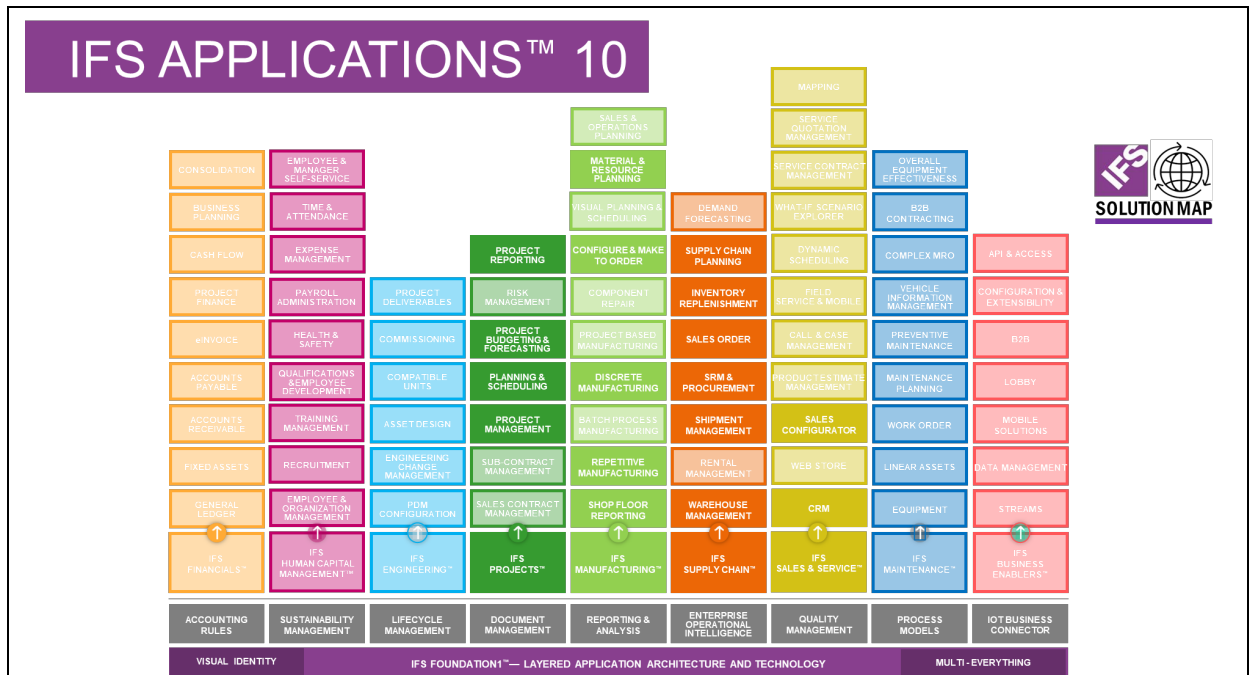 IFS APPLICATIONS™ 10
MAPPING
SALES &
OPERATIONS
PLANNING
SERVICE
QUOTATION
MANAGEMENT
CONSOLIDATION
EMPLOYEE &
MANAGER
SELF-SERVICE
MATERIAL &
RESOURCE
PLANNING
SERVICE CONTRACT
MANAGEMENT
OVERALL
EQUIPMENT
EFFECTIVENESS
IFS
SOLUTION MAP
BUSINESS
PLANNING
TIME &
ATTENDANCE
VISUAL PLANNING &
SCHEDULING
DEMAND
FORECASTING
WHAT-IF SCENARIO
EXPLORER
B2B
CONTRACTING
CASH FLOW
EXPENSE
MANAGEMENT
PROJECT
REPORTING
CONFIGURE & MAKE
TO ORDER
SUPPLY CHAIN
PLANNING
DYNAMIC
SCHEDULING
COMPLEX MRO
API & ACCESS
PROJECT
FINANCE
PAYROLL
ADMINISTRATION
PROJECT
DELIVERABLES
RISK
MANAGEMENT
COMPONENT
REPAIR
INVENTORY
REPLENISHMENT
FIELD
SERVICE & MOBILE
VEHICLE
INFORMATION
MANAGEMENT
CONFIGURATION &
EXTENSIBILITY
eINVOICE
HEALTH &
SAFETY
COMMISSIONING
PROJECT
BUDGETING &
FORECASTING
PROJECT BASED
MANUFACTURING
SALES ORDER
CALL & CASE
MANAGEMENT
PREVENTIVE
MAINTENANCE
B2B
ACCOUNTS
PAYABLE
QUALIFICATIONS
&EMPLOYEE
DEVELOPMENT
COMPATIBLE
UNITS
PLANNING &
SCHEDULING
DISCRETE
MANUFACTURING
SRM &
PROCUREMENT
PRODUCT ESTIMATE
MANAGEMENT
MAINTENANCE
PLANNING
LOBBY
ACCOUNTS
RECEIVABLE
TRAINING
MANAGEMENT
ASSET DESIGN
PROJECT
MANAGEMENT
BATCH PROCESS
MANUFACTURING
SHIPMENT
MANAGEMENT
SALES
CONFIGURATOR
WORK ORDER
MOBILE
SOLUTIONS
FIXED ASSETS
RECRUITMENT
ENGINEERING
CHANGE
MANAGEMENT
SUB-CONTRACT
MANAGEMENT
REPETITIVE
MANUFACTURING
RENTAL
MANAGEMENT
WEB STORE
LINEAR ASSETS
DATA MANAGEMENT
GENERAL
LEDGER
EMPLOYEE &
ORGANIZATION
MANAGEMENT
PDM
CONFIGURATION
SALES CONTRACT
MANAGEMENT
SHOP FLOOR
REPORTING
WAREHOUSE
MANAGEMENT
CRM
EQUIPMENT
STREAMS
IFS
FINANCIALS™
IFS
HUMAN CAPITAL
MANAGEMENT™
IFS
ENGINEERING™
IFS
PROJECTS™
IFS
MANUFACTURING™
IFS
SUPPLY CHAIN™
IFS
SALES & SERVICE™
IFS
MAINTENANCE™
IFS
BUSINESS
ENABLERS™
ACCOUNTING
RULES
SUSTAINABILITY
MANAGEMENT
LIFECYCLE
MANAGEMENT
DOCUMENT
MANAGEMENT
REPORTING &
ANALYSIS
ENTERPRISE
OPERATIONAL
INTELLIGENCE
QUALITY
MANAGEMENT
PROCESS
MODELS
IOT BUSINESS
CONNECTOR
VISUAL IDENTITY
IFS FOUNDATION1™— LAYERED APPLICATION ARCHITECTURE AND TECHNOLOGY
MULTI-EVERYTHING